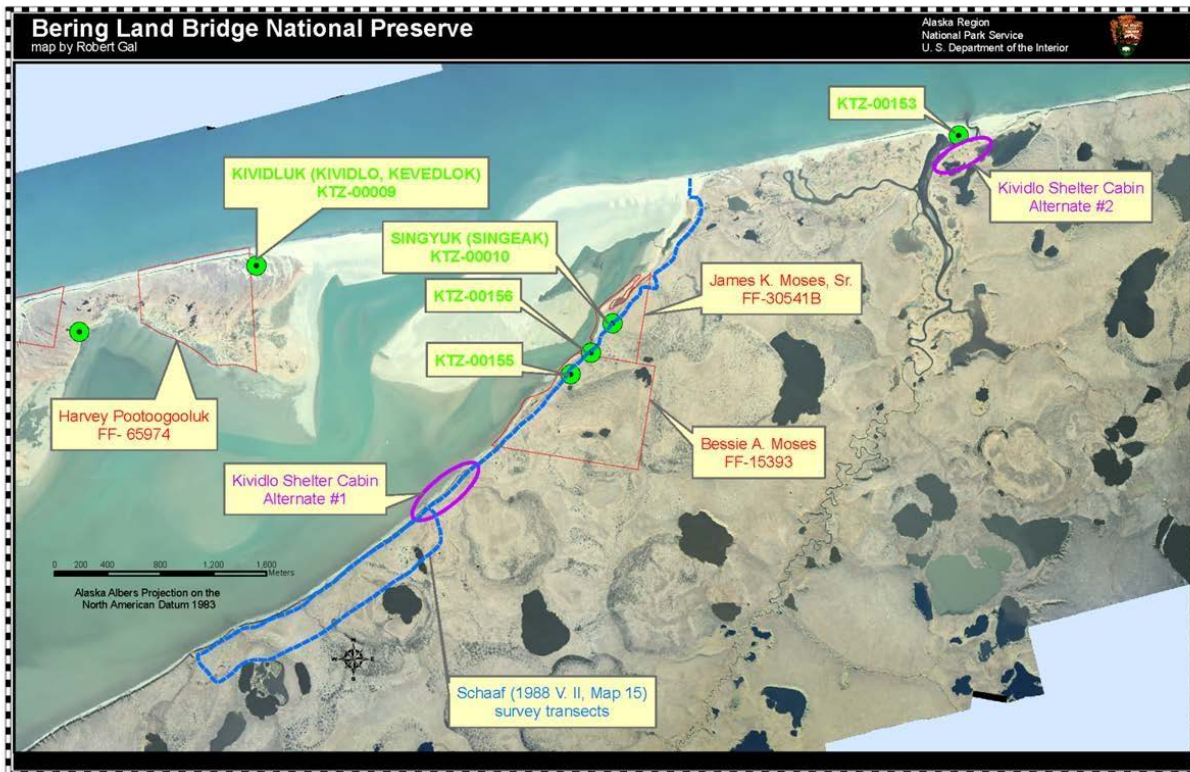 Bering Land Bridge National Preserve
map by Robert Gal
Alaska Region
National Park Service
U. S. Department of the Interior
KTZ-00153
KIVIDLUK (KIVIDLO, KEVEDLOK)
KTZ-00009
Kividlo Shelter Cabin
Alternate #2
SINGYUK (SINGEAK)
KTZ-00010
James K. Moses, Sr.
FF-30541B
KTZ-00156
KTZ-00155
Harvey Pootoogooluk
FF- 65974
Bessie A. Moses
FF-15393
Kividlo Shelter Cabin
Alternate #1
0 200 400 800 1,200 1,600
Meters
Alaska Albers Projection on the
North American Datum 1983
Schaaf (1988 V. II, Map 15)
survey transects